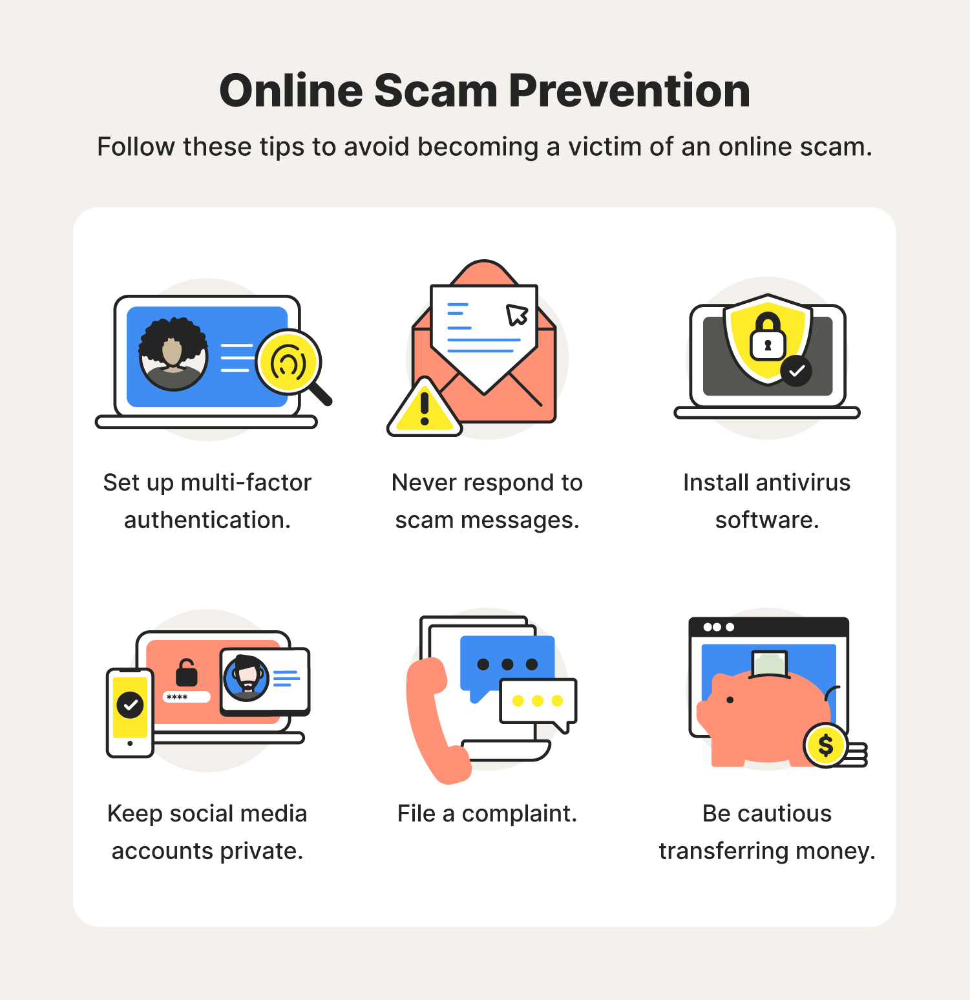 Online Scam Prevention
Follow these tips to avoid becoming a victim of an online scam.
Set up multi-factor
authentication.
Never respond to
scam messages.
Install antivirus
software.
****
Keep social media
accounts private.
File a complaint.
$
Be cautious
transferring money.